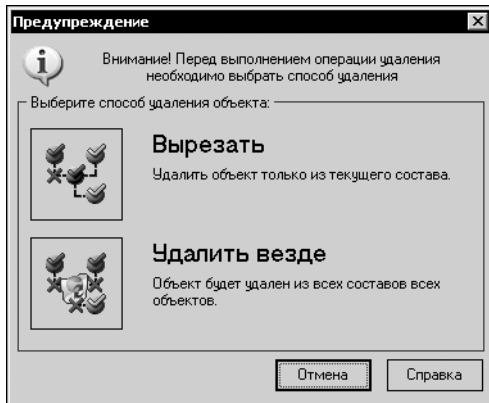 Предупреждение
Внимание! Перед выполнением операции удаления
необходимо выбрать способ удаления
Выберите способ удаления объекта:
Вырезать
Удалить объект только из текущего состава.
Удалить везде
Объект будет удален из всех составов всех
объектов.
Отмена
Справка